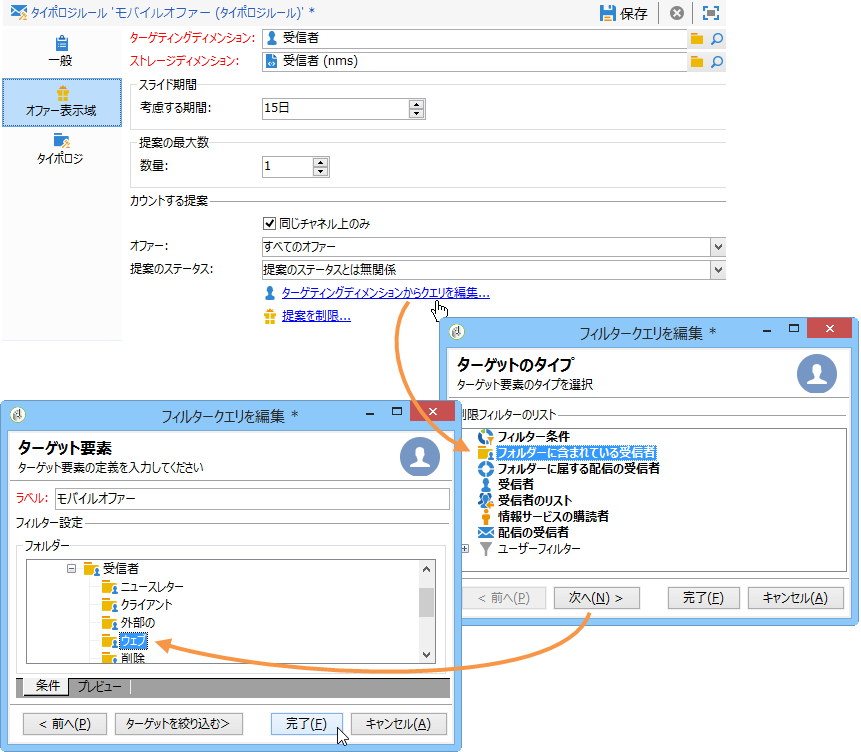 タイポロジルール 'モバイルオファー (タイポロジルール)' *
保存
一般
オファー表示域
タイポロジ
ターゲティングディメンション: 受信者
ストレージディメンション: 受信者 (nms)
スライド期間
考慮する期間: 15日
提案の最大数
数量: 1
カウントする提案
同じチャネル上のみ
オファー: すべてのオファー
提案のステータス: 提案のステータスとは無関係
ターゲティングディメンションからクエリを編集...
提案を制限...
フィルタークエリを編集 *
ターゲットのタイプ
ターゲット要素のタイプを選択
制限フィルターのリスト
フィルター条件
フォルダーに含まれている受信者
フォルダーに属する配信の受信者
受信者
受信者のリスト
情報サービスの購読者
配信の受信者
ユーザーフィルター
< 前へ(P)
次へ(N) >
完了(F)
キャンセル(A)
フィルタークエリを編集 *
ターゲット要素
ターゲット要素の定義を入力してください
ラベル: モバイルオファー
フィルター設定
フォルダー
受信者
ニュースレター
クライアント
外部の
ウェブ
削除
条件 プレビュー
< 前へ(P)
ターゲットを絞り込む>
完了(F)
キャンセル(A)